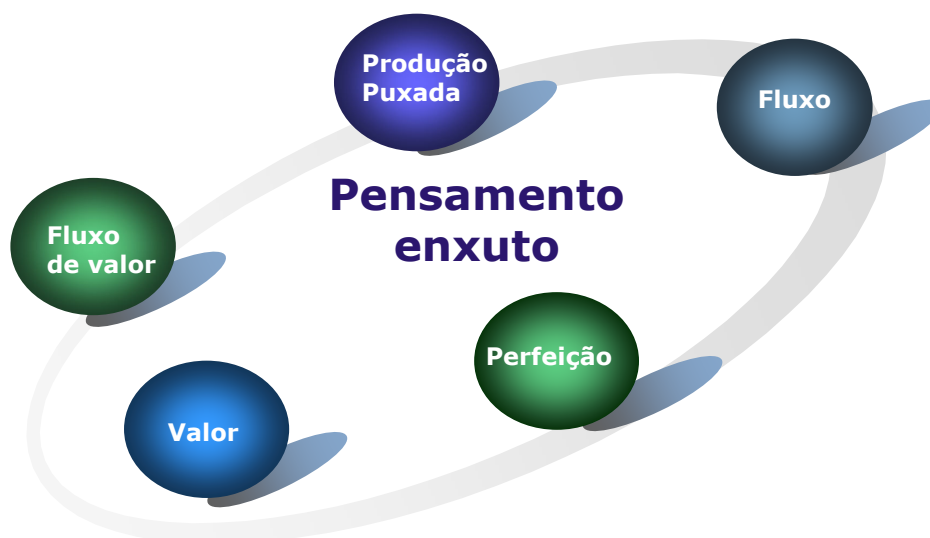 Produção
Puxada
Fluxo
Pensamento
enxuto
Fluxo
de valor
Perfeição
Valor